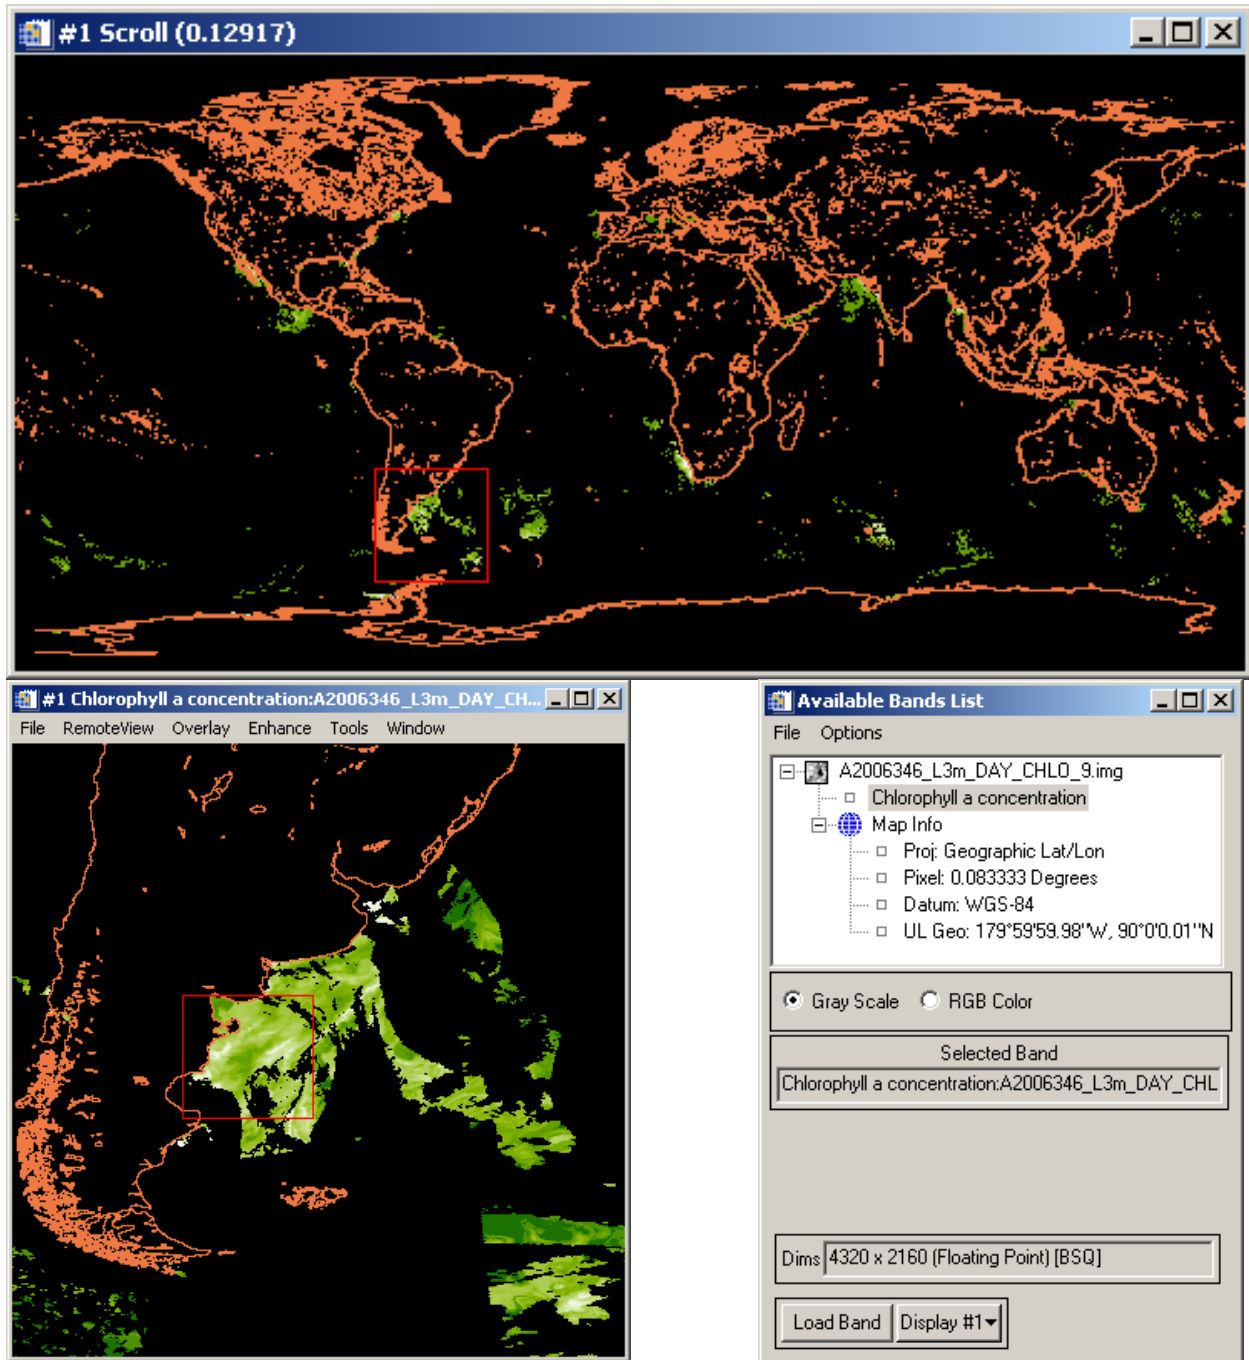 #1 Scroll (0.12917)
#1 Chlorophyll a concentration:A2006346_L3m_DAY_CH...
File RemoteView Overlay Enhance Tools Window
Available Bands List
File Options
A2006346_L3m_DAY_CHLO_9.img
Chlorophyll a concentration
Map Info
Proj: Geographic Lat/Lon
Pixel: 0.083333 Degrees
Datum: WGS-84
UL Geo: 179°59'59.98"W, 90°0'0.01"N
Gray Scale RGB Color
Selected Band
Chlorophyll a concentration:A2006346_L3m_DAY_CHL
Dims 4320 x 2160 (Floating Point) [BSQ]
Load Band Display #1